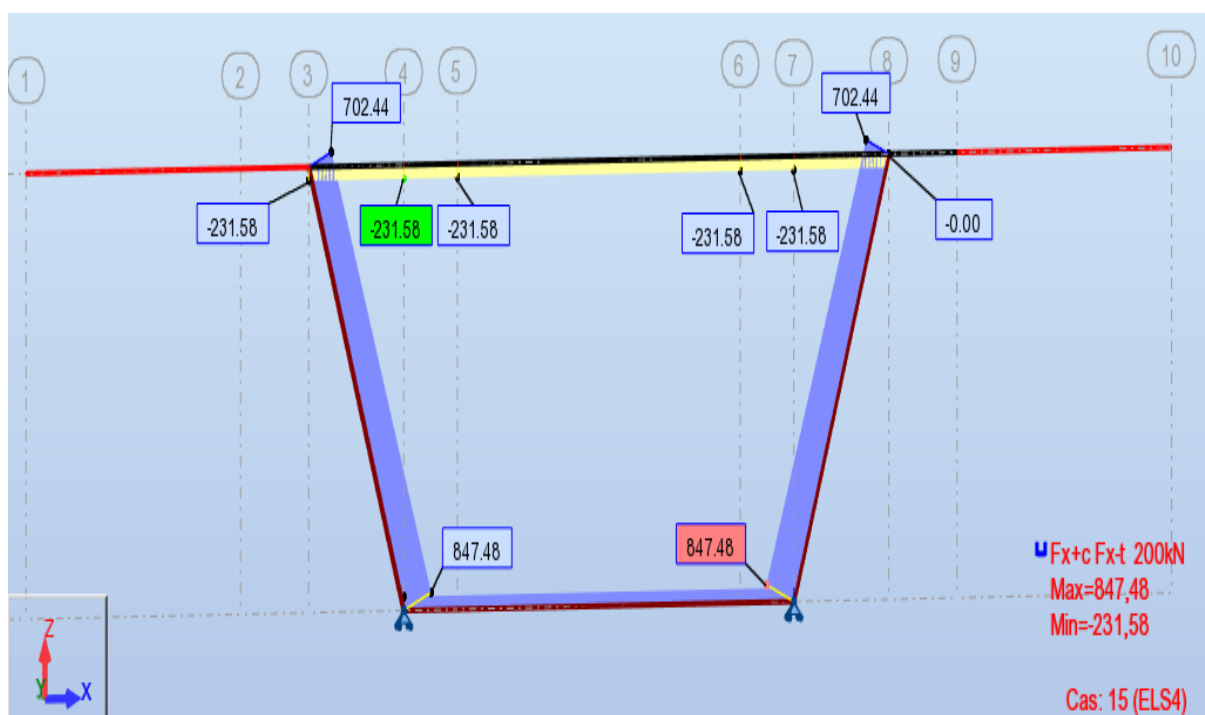 1
2
3
4
5
6
7
8
9
10
702.44
702.44
-231.58
-231.58
-231.58
-231.58
-231.58
-0.00
847.48
847.48
Fx+c Fx-t 200kN
Max=847,48
Min=-231,58
Z
Y
X
Cas: 15 (ELS4)